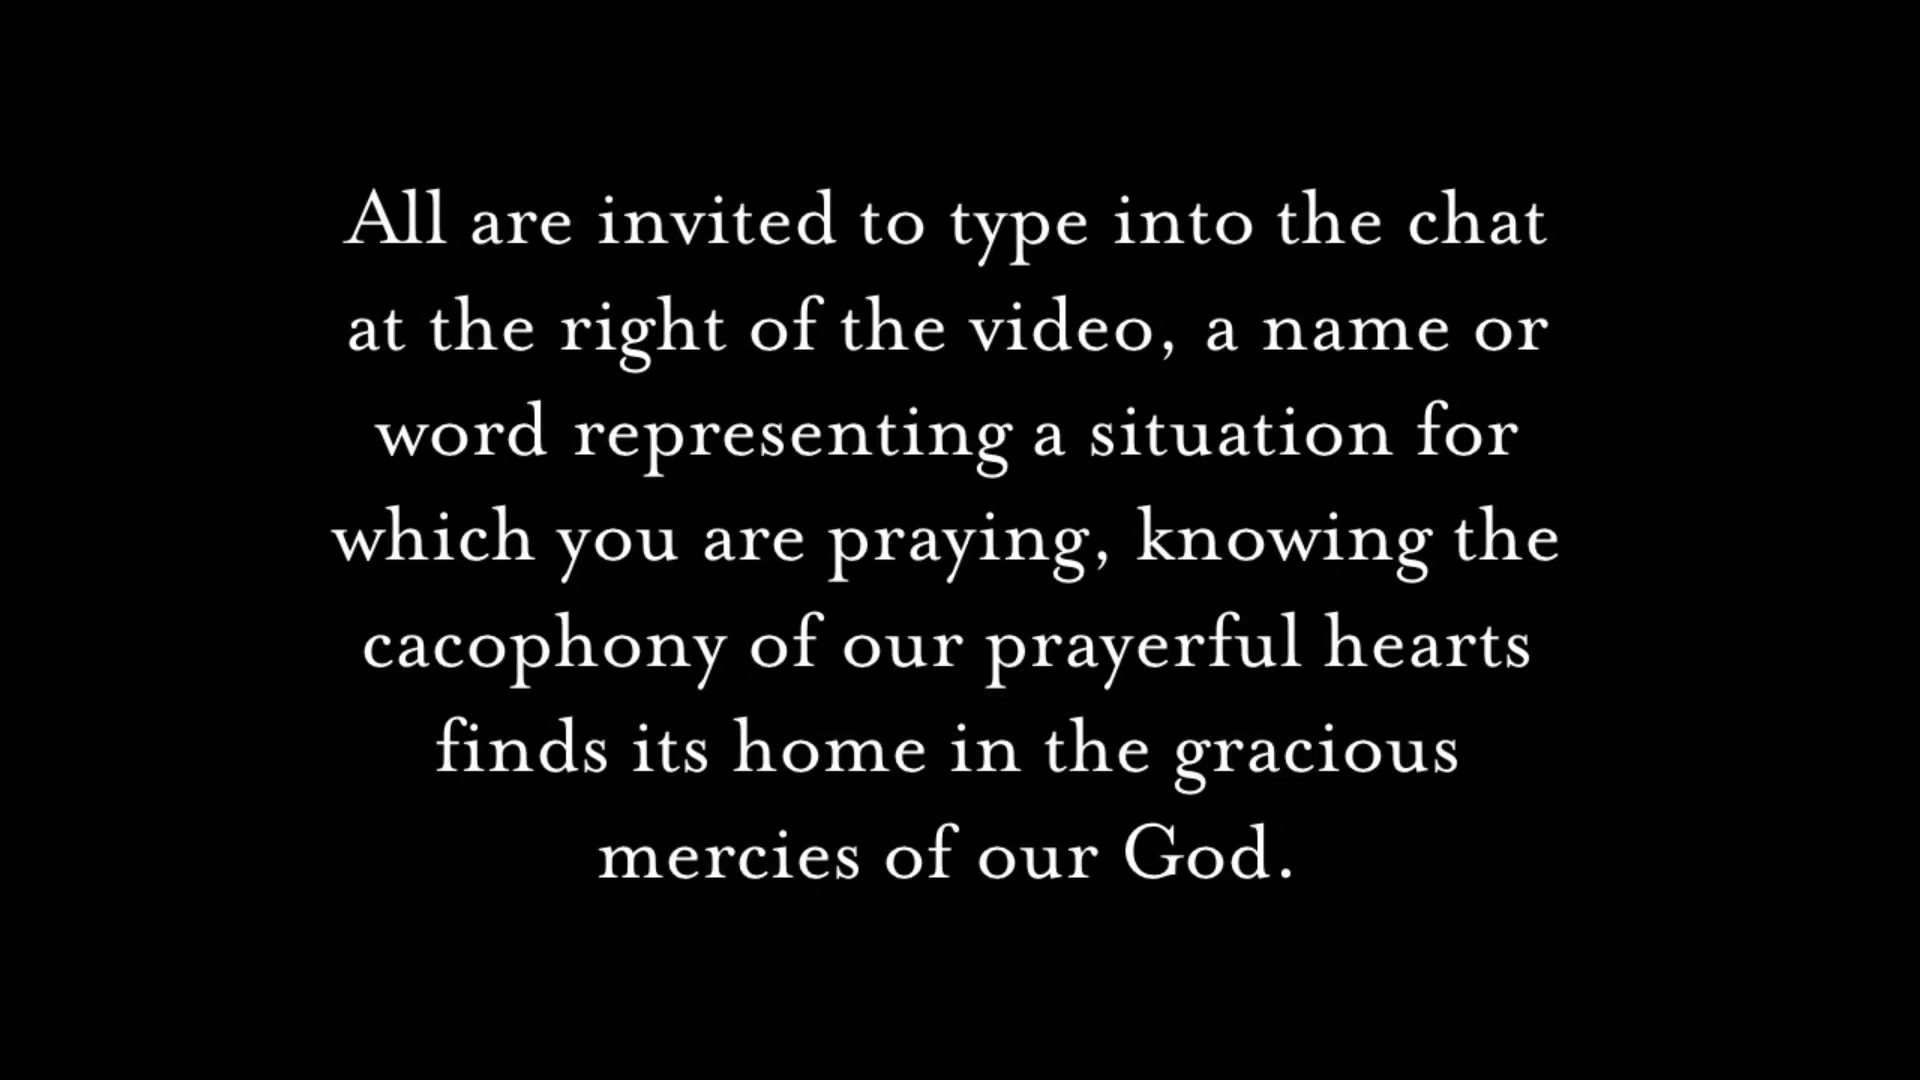 All are invited to type into the chat
at the right of the video, a name or
word representing a situation for
which you are praying, knowing the
cacophony of our prayerful hearts
finds its home in the gracious
mercies of our God.